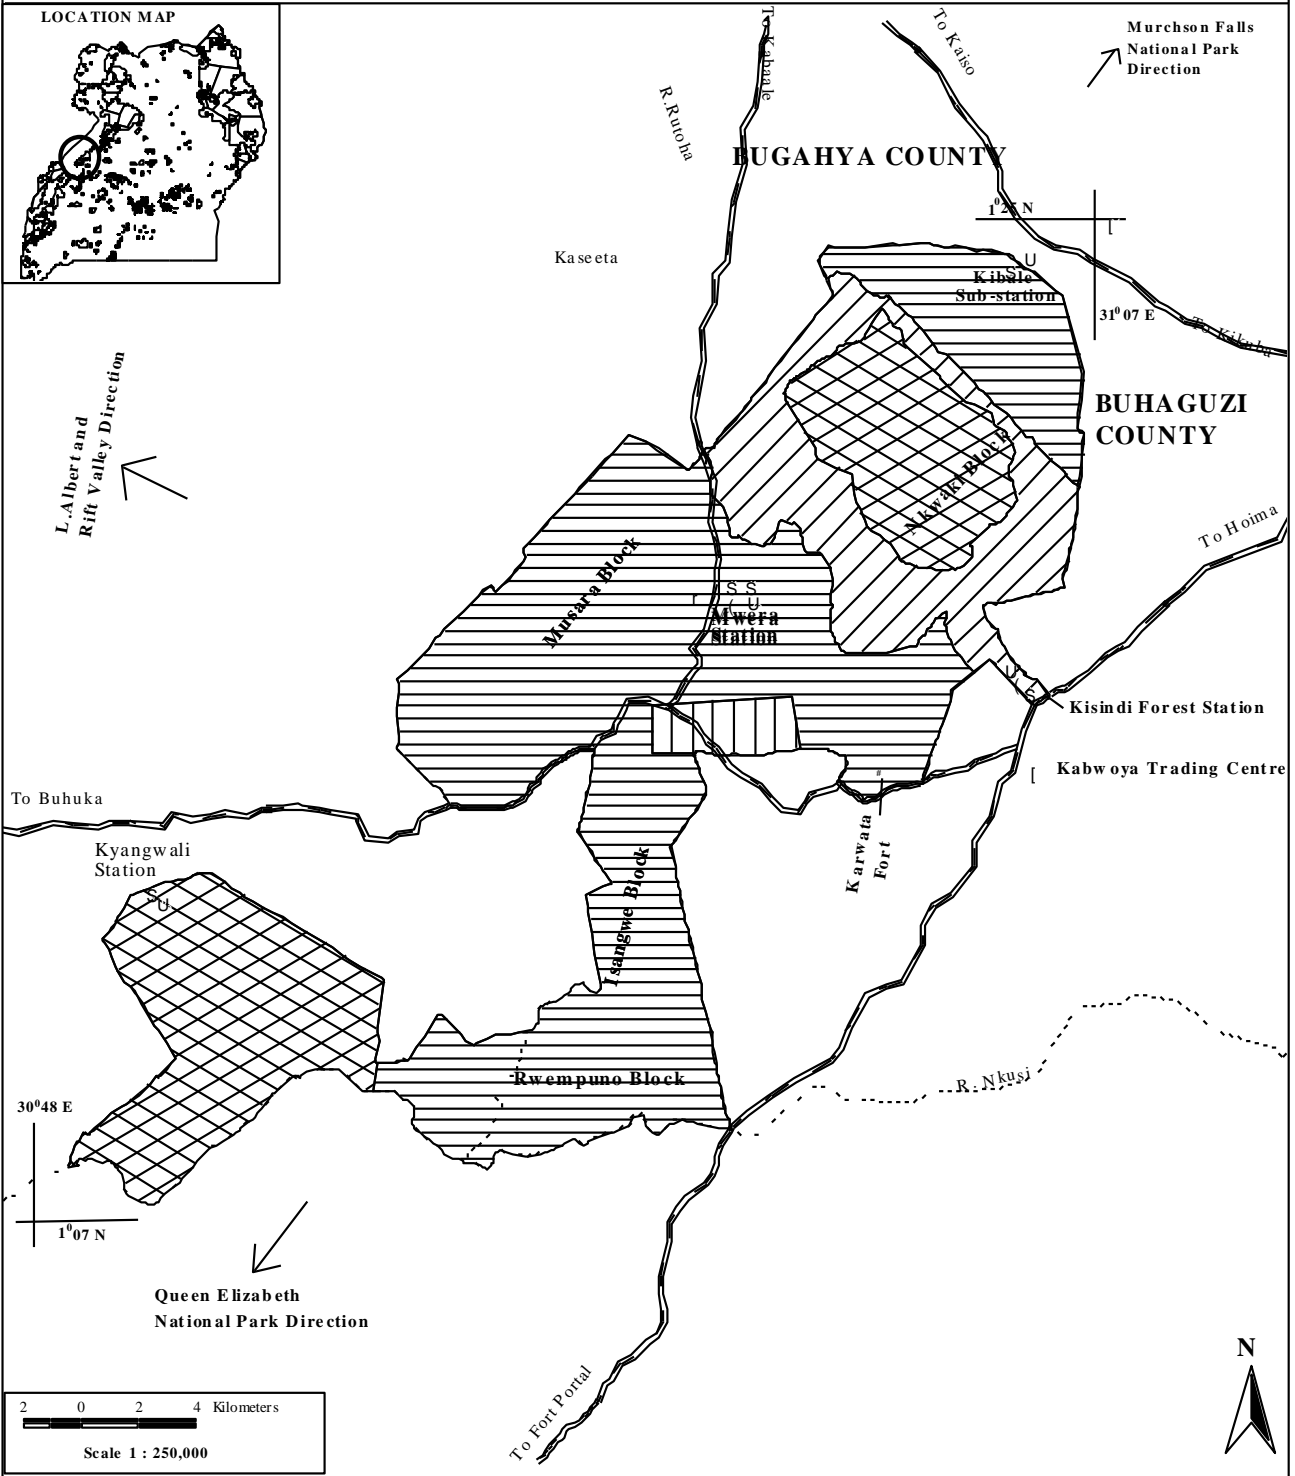 LOCATION MAP
To Kabaale
To Kaiso
Murchson Falls
National Park
Direction
R.Rutoha
BUGAHYA COUNTY
1⁰25 N
Kaseeta
Kibale
Sub-station
31⁰07 E
To Kikuba
L.Albert and
Rift Valley Direction
BUHAGUZI
COUNTY
Nkwaki Block
To Hoima
Musara Block
Mwera
Station
Kisindi Forest Station
Kabwoya Trading Centre
To Buhuka
Kyangwali
Station
Karwata
Fort
Isangwe Block
Rwempuno Block
R. Nkusi
30⁰48 E
1⁰07 N
Queen Elizabeth
National Park Direction
To Fort Portal
N
2 0 2 4 Kilometers
Scale 1 : 250,000